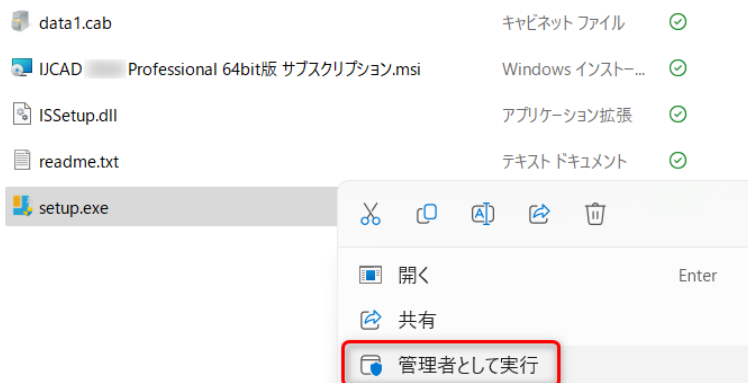 data1.cab キャビネット ファイル
IJCAD Professional 64bit版 サブスクリプション.msi Windows インストー...
ISSetup.dll アプリケーション拡張
readme.txt テキスト ドキュメント
setup.exe
開く Enter
共有
管理者として実行